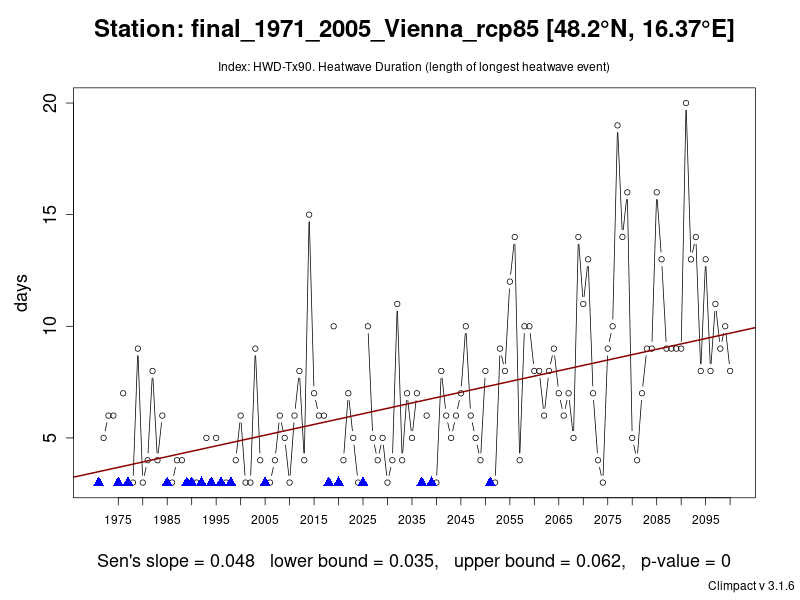 Station: final_1971_2005_Vienna_rcp85 [48.2°N, 16.37°E]
Index: HWD-Tx90. Heatwave Duration (length of longest heatwave event)
days
20
15
10
5
1975 1985 1995 2005 2015 2025 2035 2045 2055 2065 2075 2085 2095
Sen's slope = 0.048 lower bound = 0.035, upper bound = 0.062, p-value = 0
Climpact v 3.1.6